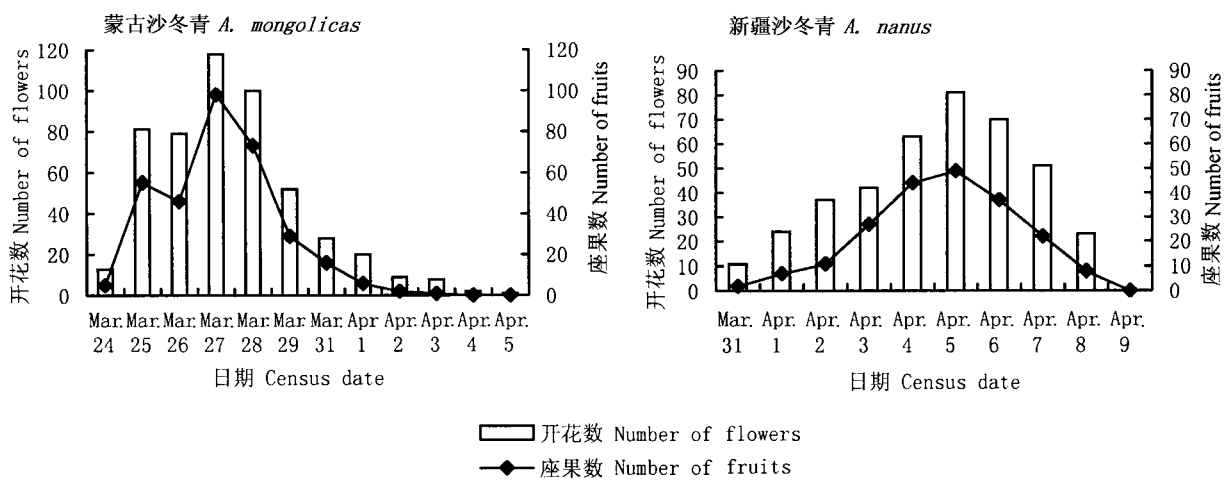 蒙古沙冬青 A. mongolicas
开花数 Number of flowers
120
100
80
60
40
20
0
120
100
80
60
40
20
0
座果数 Number of fruits
Mar. Mar. Mar. Mar. Mar. Mar. Mar. Apr Apr. Apr. Apr. Apr.
24 25 26 27 28 29 31 1 2 3 4 5
日期 Census date
新疆沙冬青 A. nanus
开花数 Number of flowers
90
80
70
60
50
40
30
20
10
0
90
80
70
60
50
40
30
20
10
0
座果数 Number of fruits
Mar. Apr. Apr. Apr. Apr. Apr. Apr. Apr. Apr. Apr.
31 1 2 3 4 5 6 7 8 9
日期 Census date
开花数 Number of flowers
座果数 Number of fruits